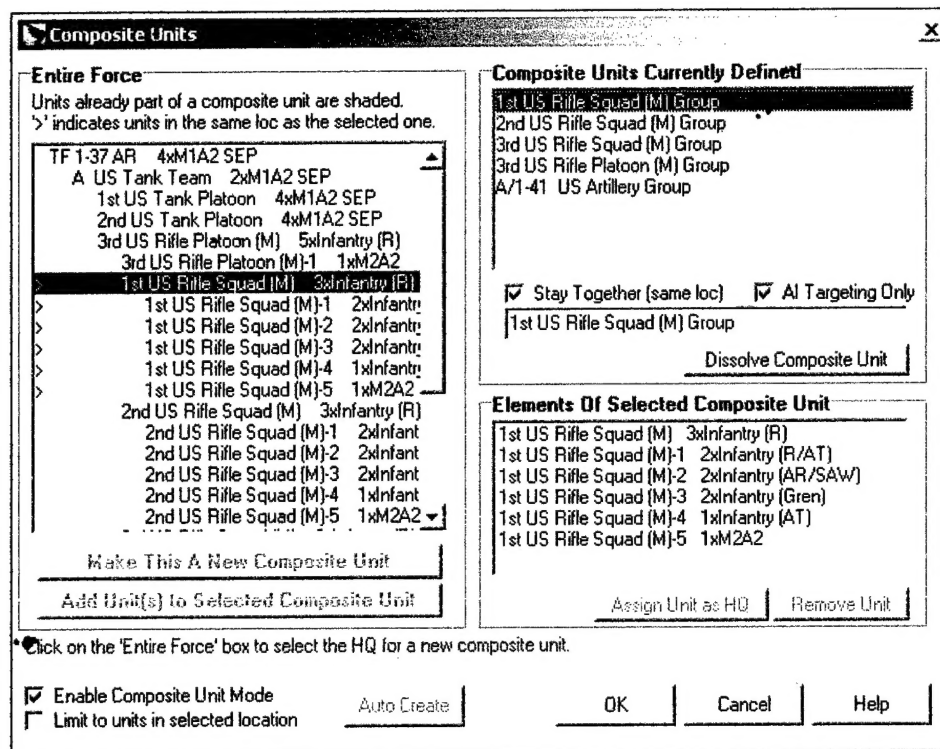 Composite Units
Entire Force
Units already part of a composite unit are shaded.
'>' indicates units in the same loc as the selected one.
TF 1-37 AR 4xM1A2 SEP
A US Tank Team 2xM1A2 SEP
1st US Tank Platoon 4xM1A2 SEP
2nd US Tank Platoon 4xM1A2 SEP
3rd US Rifle Platoon (M) 5xInfantry (R)
3rd US Rifle Platoon (M)-1 1xM2A2
> 1st US Rifle Squad (M) 3xInfantry (R)
> 1st US Rifle Squad (M)-1 2xInfantr
> 1st US Rifle Squad (M)-2 2xInfantr
> 1st US Rifle Squad (M)-3 2xInfantr
> 1st US Rifle Squad (M)-4 1xInfantr
> 1st US Rifle Squad (M)-5 1xM2A2
2nd US Rifle Squad (M) 3xInfantry (R)
2nd US Rifle Squad (M)-1 2xInfant
2nd US Rifle Squad (M)-2 2xInfant
2nd US Rifle Squad (M)-3 2xInfant
2nd US Rifle Squad (M)-4 1xInfant
2nd US Rifle Squad (M)-5 1xM2A2
Make This A New Composite Unit
Add Unit(s) to Selected Composite Unit
Composite Units Currently Defined
1st US Rifle Squad (M) Group
2nd US Rifle Squad (M) Group
3rd US Rifle Squad (M) Group
3rd US Rifle Platoon (M) Group
A/1-41 US Artillery Group
Stay Together (same loc) AI Targeting Only
1st US Rifle Squad (M) Group
Dissolve Composite Unit
Elements Of Selected Composite Unit
1st US Rifle Squad (M) 3xInfantry (R)
1st US Rifle Squad (M)-1 2xInfantry (R/AT)
1st US Rifle Squad (M)-2 2xInfantry (AR/SAW)
1st US Rifle Squad (M)-3 2xInfantry (Gren)
1st US Rifle Squad (M)-4 1xInfantry (AT)
1st US Rifle Squad (M)-5 1xM2A2
Assign Unit as HQ Remove Unit
Click on the 'Entire Force' box to select the HQ for a new composite unit.
Enable Composite Unit Mode
Limit to units in selected location
Auto Create OK Cancel Help